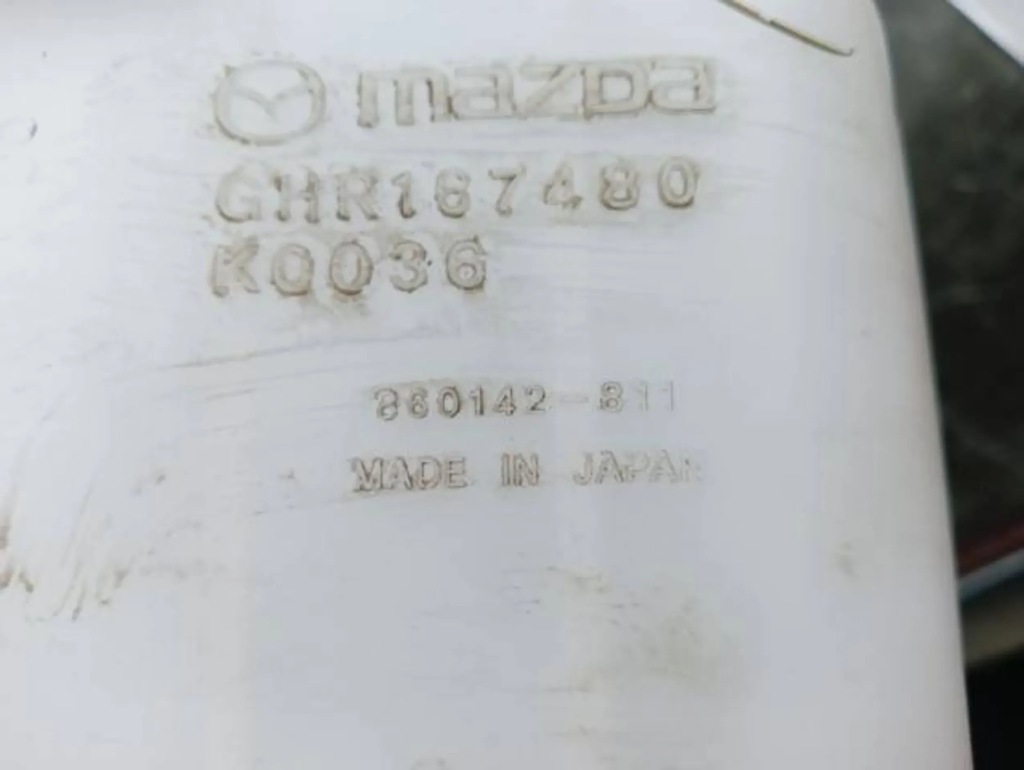 mazda
GHR167480
K0036
860142-811
MADE IN JAPAN